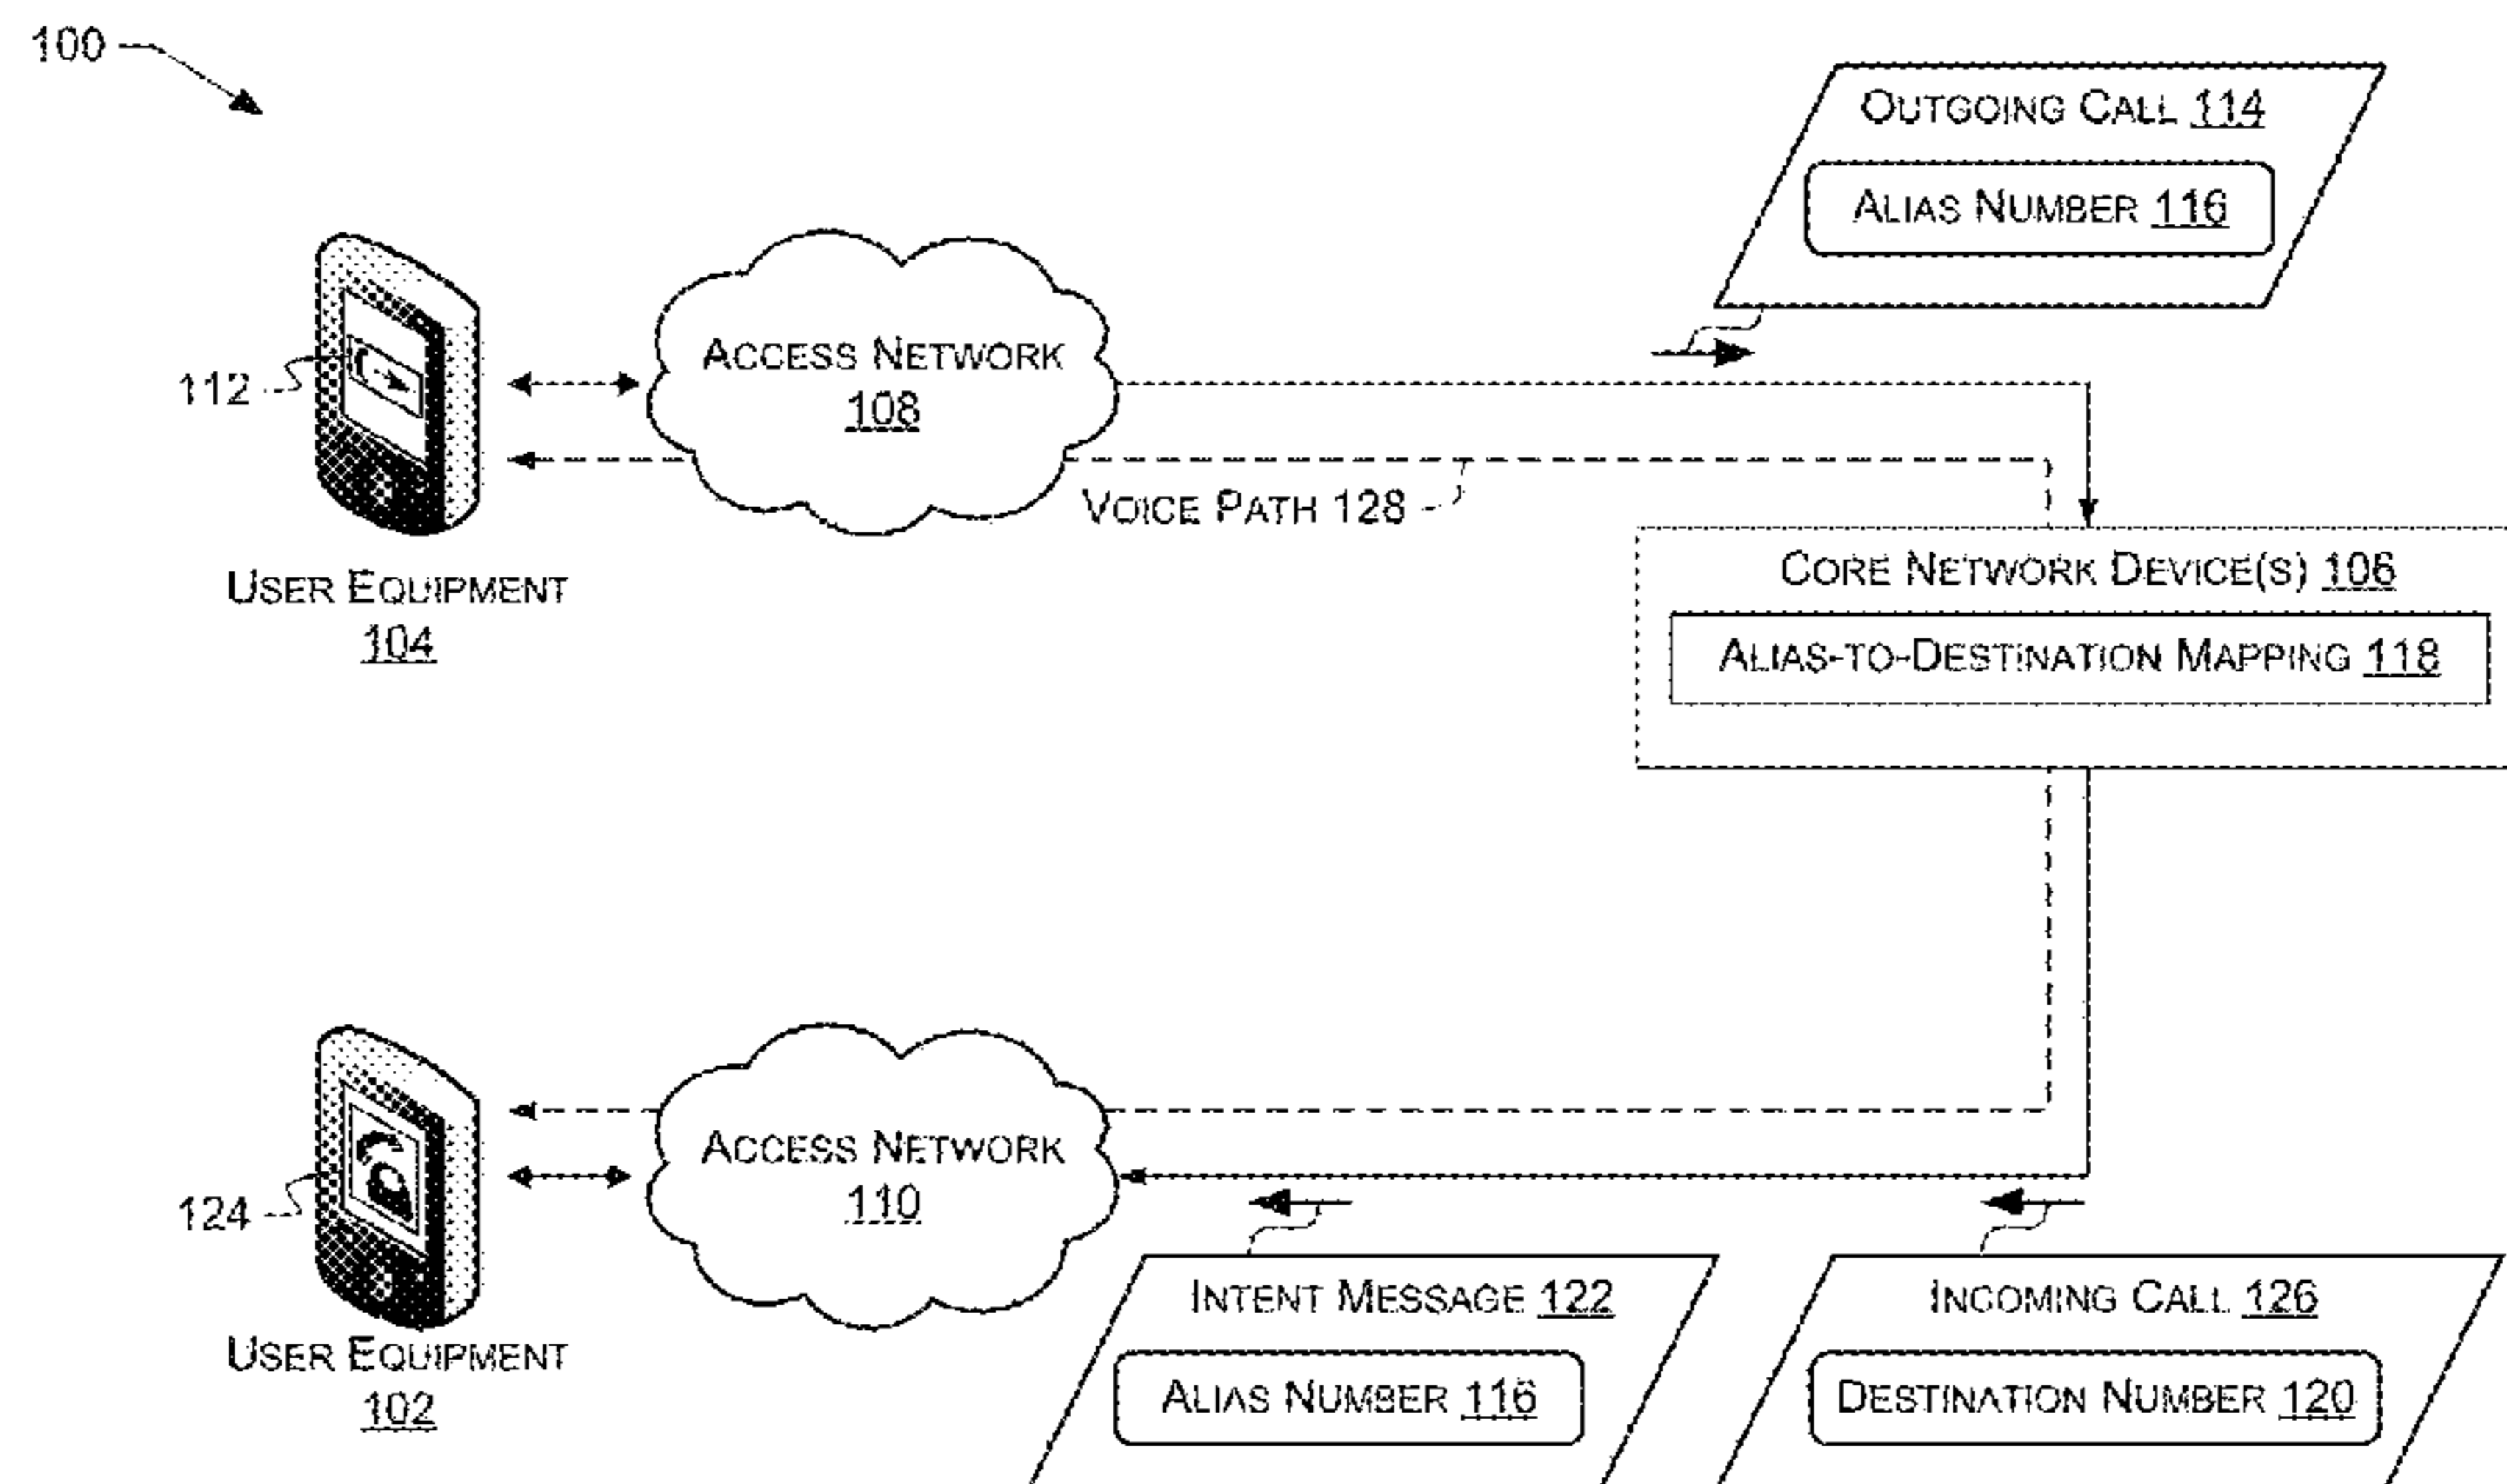 100
OUTGOING CALL 114
ALIAS NUMBER 116
ACCESS NETWORK
108
112
VOICE PATH 128
USER EQUIPMENT
104
CORE NETWORK DEVICE(S) 106
ALIAS-TO-DESTINATION MAPPING 118
ACCESS NETWORK
110
124
INTENT MESSAGE 122
INCOMING CALL 126
USER EQUIPMENT
102
ALIAS NUMBER 116
DESTINATION NUMBER 120